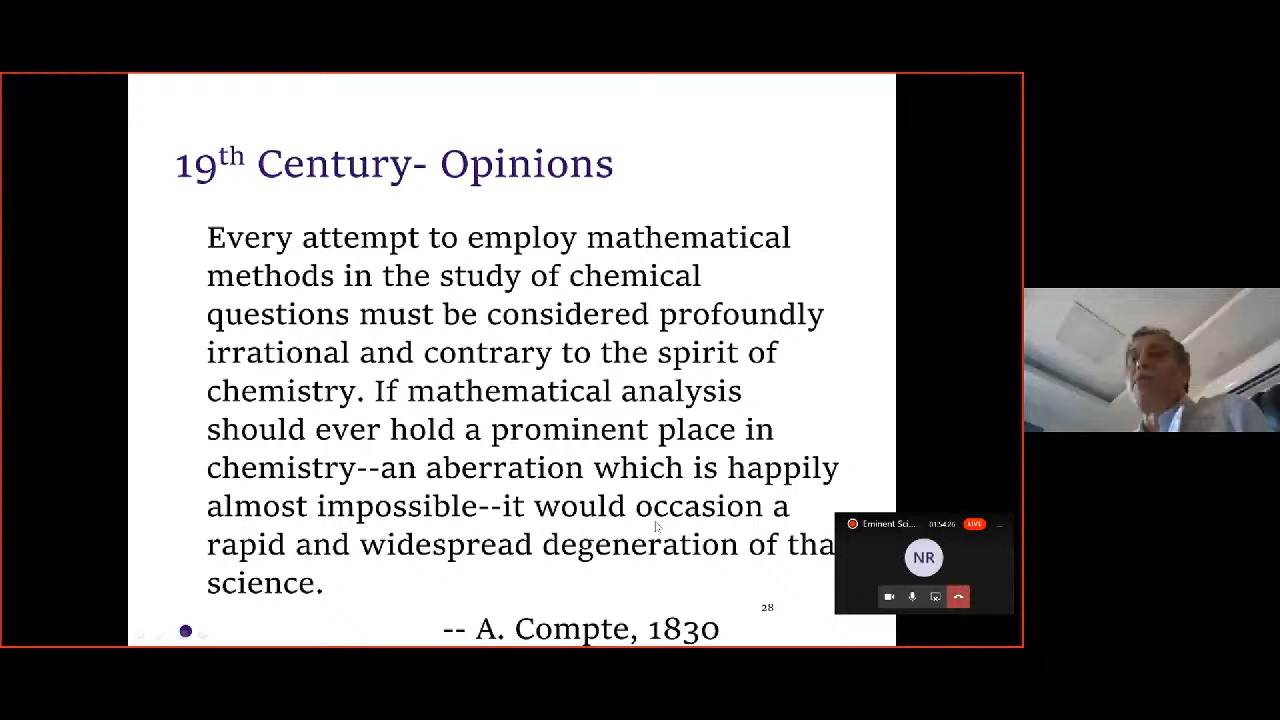 19th Century- Opinions
Every attempt to employ mathematical
methods in the study of chemical
questions must be considered profoundly
irrational and contrary to the spirit of
chemistry. If mathematical analysis
should ever hold a prominent place in
chemistry--an aberration which is happily
almost impossible--it would occasion a
rapid and widespread degeneration of tha
science.
28
-- A. Compte, 1830
Eminent Sci... 01:54:26 LIVE ...
NR